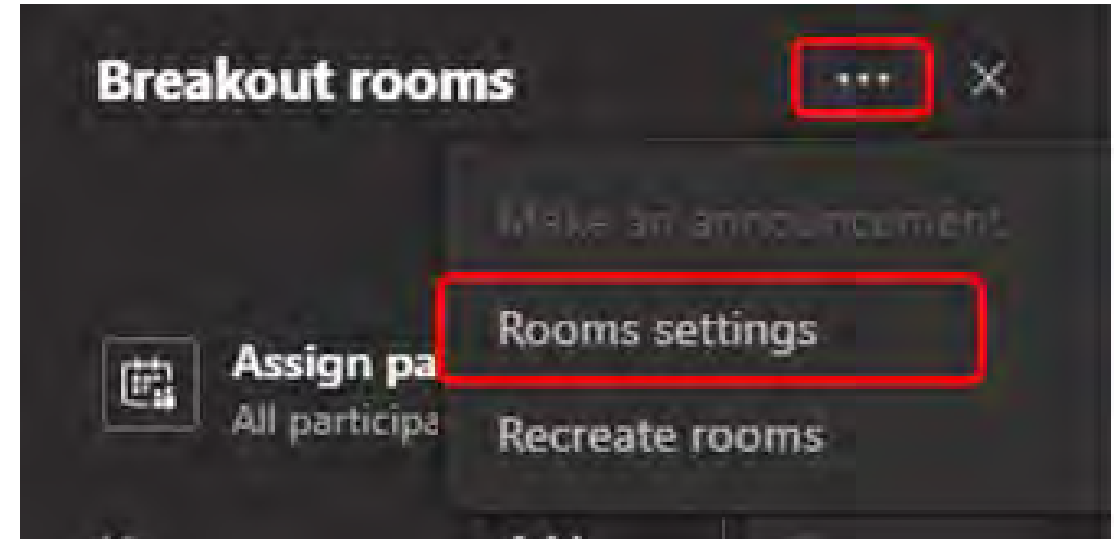 Breakout rooms
Make an announcement
Rooms settings
Assign pa
All participa
Recreate rooms